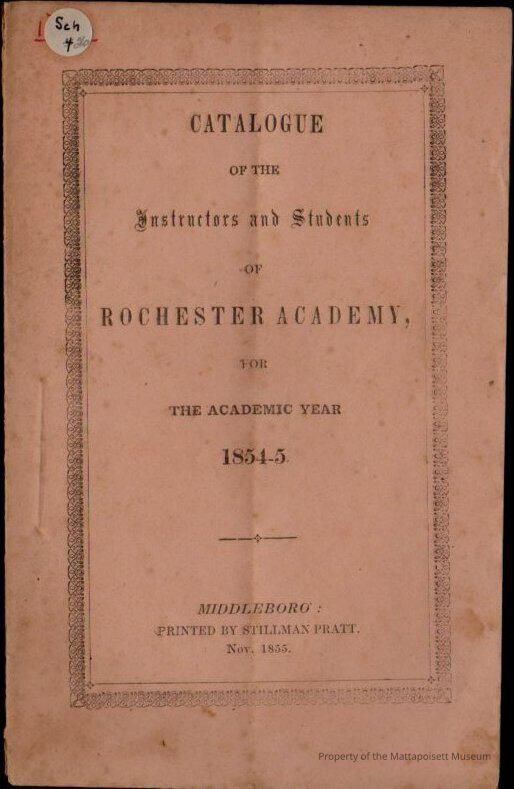 Sch
CATALOGUE
OF THE
Instructors and Students
OF
ROCHESTER ACADEMY,
FOR
THE ACADEMIC YEAR
1854-5.
MIDDLEBORO:
PRINTED BY STILLMAN PRATT.
Nov. 1855.
Property of the Mattapoisett Museum